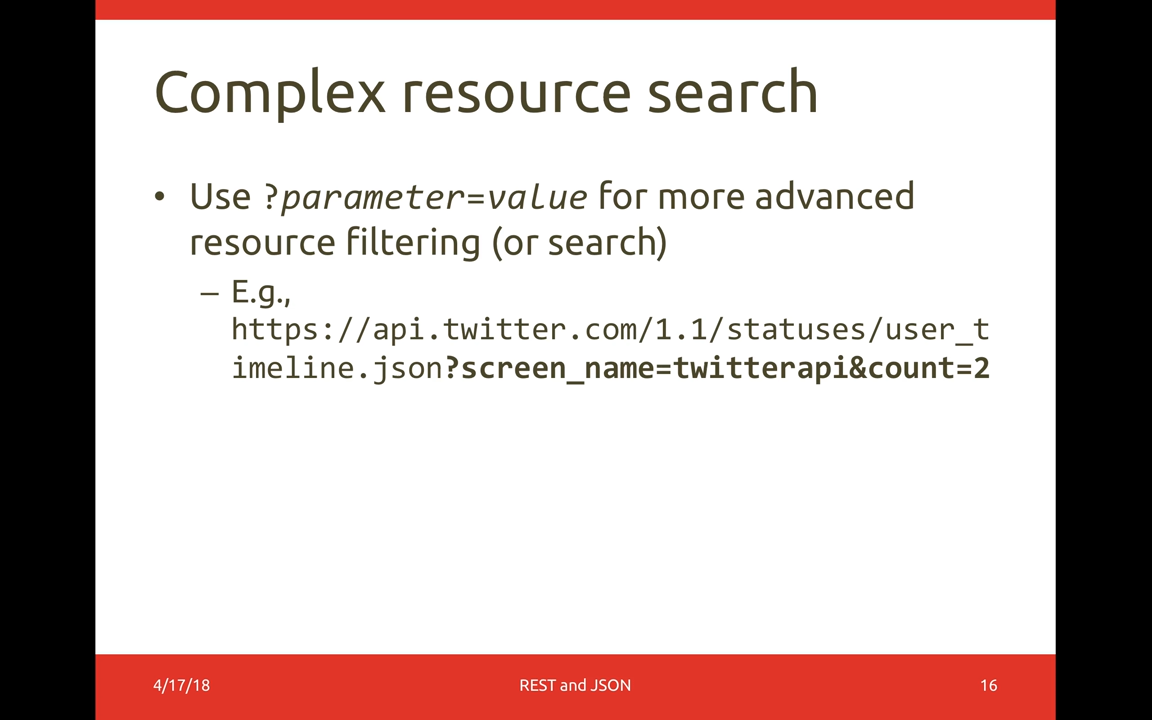 Complex resource search
• Use ?parameter=value for more advanced
resource filtering (or search)
– E.g.,
https://api.twitter.com/1.1/statuses/user_t
imeline.json?screen_name=twitterapi&count=2
4/17/18
REST and JSON
16